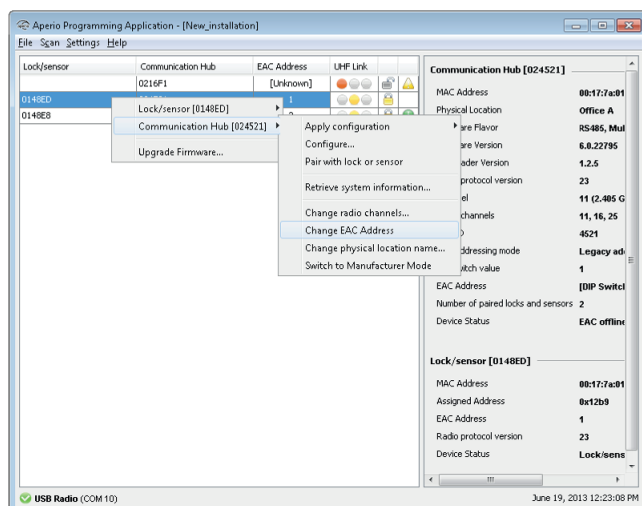 Aperio Programming Application - [New_installation]
File Scan Settings Help
Lock/sensor Communication Hub EAC Address UHF Link
0216F1 [Unknown]
0148ED 1
0148E8
Lock/sensor [0148ED]
Communication Hub [024521]
Upgrade Firmware...
Apply configuration
Configure...
Pair with lock or sensor
Retrieve system information...
Change radio channels...
Change EAC Address
Change physical location name...
Switch to Manufacturer Mode
Communication Hub [024521]
MAC Address 00:17:7a:01
Physical Location Office A
are Flavor RS485, Mul
are Version 6.0.22795
ader Version 1.2.5
protocol version 23
el 11 (2.405 G
channels 11, 16, 25
4521
ddressing mode Legacy ad
witch value 1
EAC Address [DIP Switch
Number of paired locks and sensors 2
Device Status EAC offline
Lock/sensor [0148ED]
MAC Address 00:17:7a:01
Assigned Address 0x12b9
EAC Address 1
Radio protocol version 23
Device Status Lock/sens
USB Radio (COM 10) June 19, 2013 12:23:08 PM